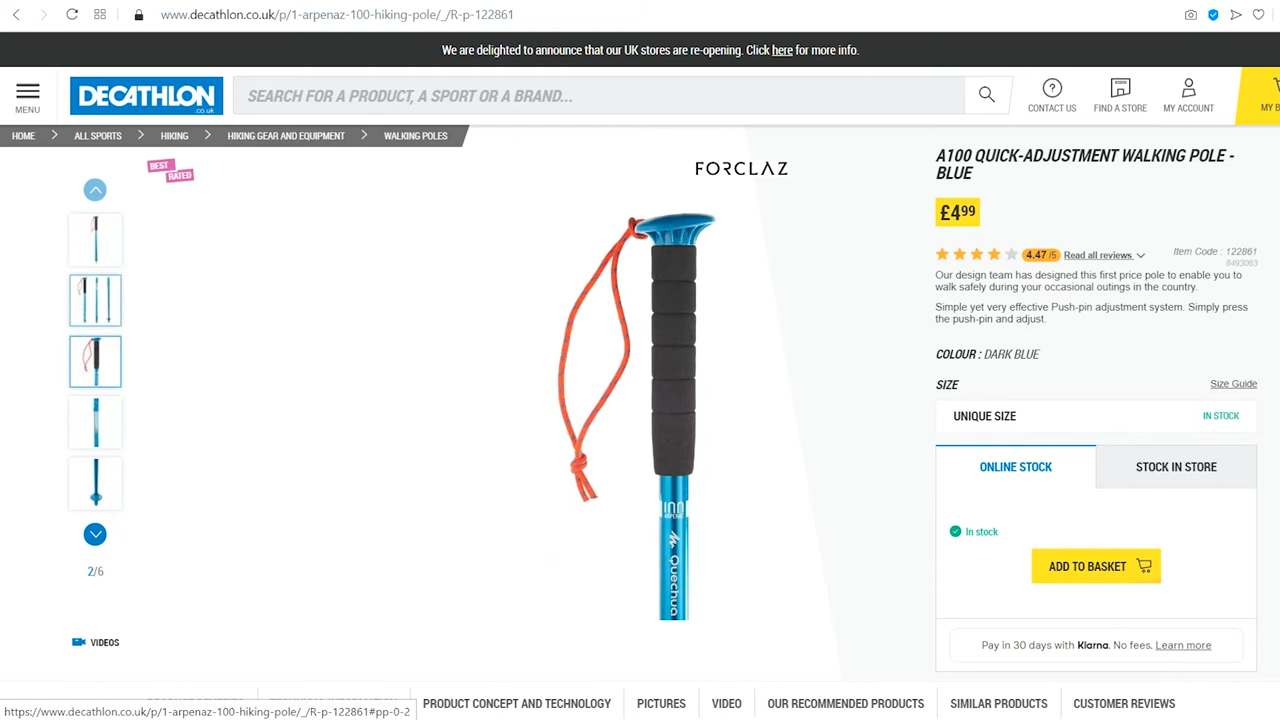 www.decathlon.co.uk/p/1-arpenaz-100-hiking-pole/_/R-p-122861
We are delighted to announce that our UK stores are re-opening. Click here for more info.
MENU
DECATHLON
.co.uk
SEARCH FOR A PRODUCT, A SPORT OR A BRAND...
CONTACT US
FIND A STORE
MY ACCOUNT
MY B
HOME
ALL SPORTS
HIKING
HIKING GEAR AND EQUIPMENT
WALKING POLES
BEST
RATED
FORCLAZ
Quechua
2/6
VIDEOS
A100 QUICK-ADJUSTMENT WALKING POLE -
BLUE
£499
4.47 /5 Read all reviews
Item Code : 122861
8493063
Our design team has designed this first price pole to enable you to
walk safely during your occasional outings in the country.
Simple yet very effective Push-pin adjustment system. Simply press
the push-pin and adjust.
COLOUR : DARK BLUE
SIZE
Size Guide
UNIQUE SIZE
IN STOCK
ONLINE STOCK
STOCK IN STORE
In stock
ADD TO BASKET
Pay in 30 days with Klarna. No fees. Learn more
PRODUCT CONCEPT AND TECHNOLOGY
PICTURES
VIDEO
OUR RECOMMENDED PRODUCTS
SIMILAR PRODUCTS
CUSTOMER REVIEWS
https://www.decathlon.co.uk/p/1-arpenaz-100-hiking-pole/_/R-p-122861#pp-0-2